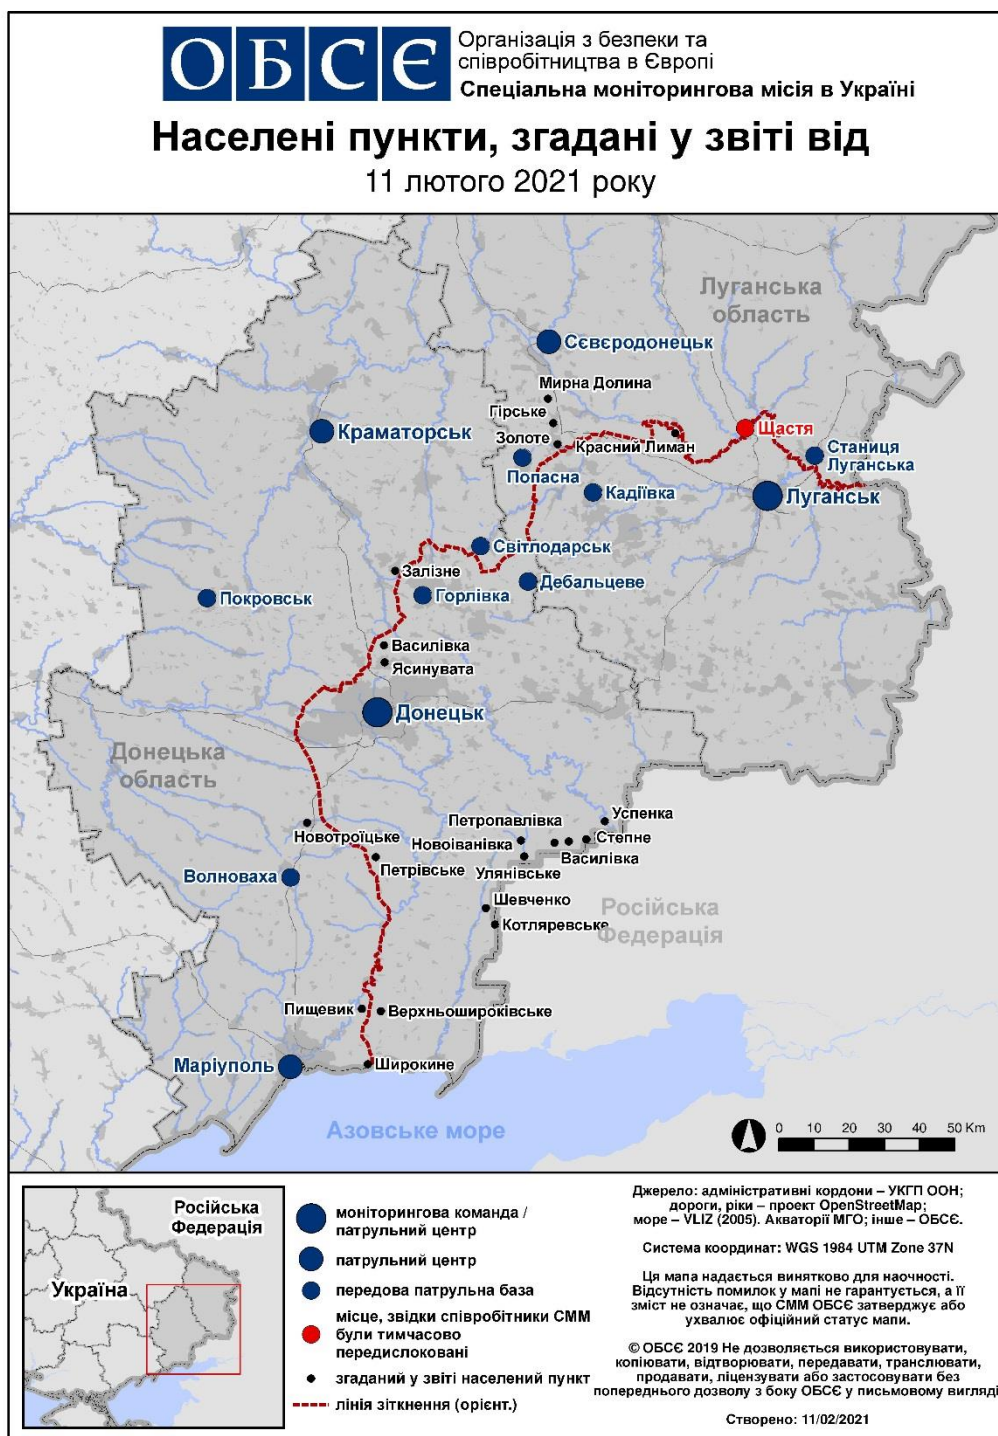 ОБСЄ
Організація з безпеки та
співробітництва в Європі
Спеціальна моніторингова місія в Україні
Населені пункти, згадані у звіті від
11 лютого 2021 року
Луганська
область
Сєвєродонецьк
Мирна Долина
Гірське
Золоте
Красний Лиман
Щастя
Станиця
Луганська
Краматорськ
Попасна
Кадіївка
Луганськ
Світлодарськ
Залізне
Горлівка
Дебальцеве
Покровськ
Василівка
Ясинувата
Донецьк
Донецька
область
Новотроїцьке
Петрівське
Волноваха
Петропавлівка
Успенка
Новоіванівка
Степне
Василівка
Улянівське
Шевченко
Котляревське
Російська
Федерація
Пищевик
Верхньошироківське
Маріуполь
Широкине
Азовське море
0 10 20 30 40 50 Km
Російська
Федерація
Україна
моніторингова команда /
патрульний центр
патрульний центр
передова патрульна база
місце, звідки співробітники СММ
були тимчасово
передислоковані
згаданий у звіті населений пункт
лінія зіткнення (орієнт.)
Джерело: адміністративні кордони – УКГП ООН;
дороги, ріки – проект OpenStreetMap;
море – VLIZ (2005). Акваторії МГО; інше – ОБСЄ.
Система координат: WGS 1984 UTM Zone 37N
Ця мапа надається винятково для наочності.
Відсутність помилок у мапі не гарантується, а її
зміст не означає, що СММ ОБСЄ затверджує або
ухвалює офіційний статус мапи.
© ОБСЄ 2019 Не дозволяється використовувати,
копіювати, відтворювати, передавати, транслювати,
продавати, ліцензувати або застосовувати без
попереднього дозволу з боку ОБСЄ у письмовому вигляді
Створено: 11/02/2021